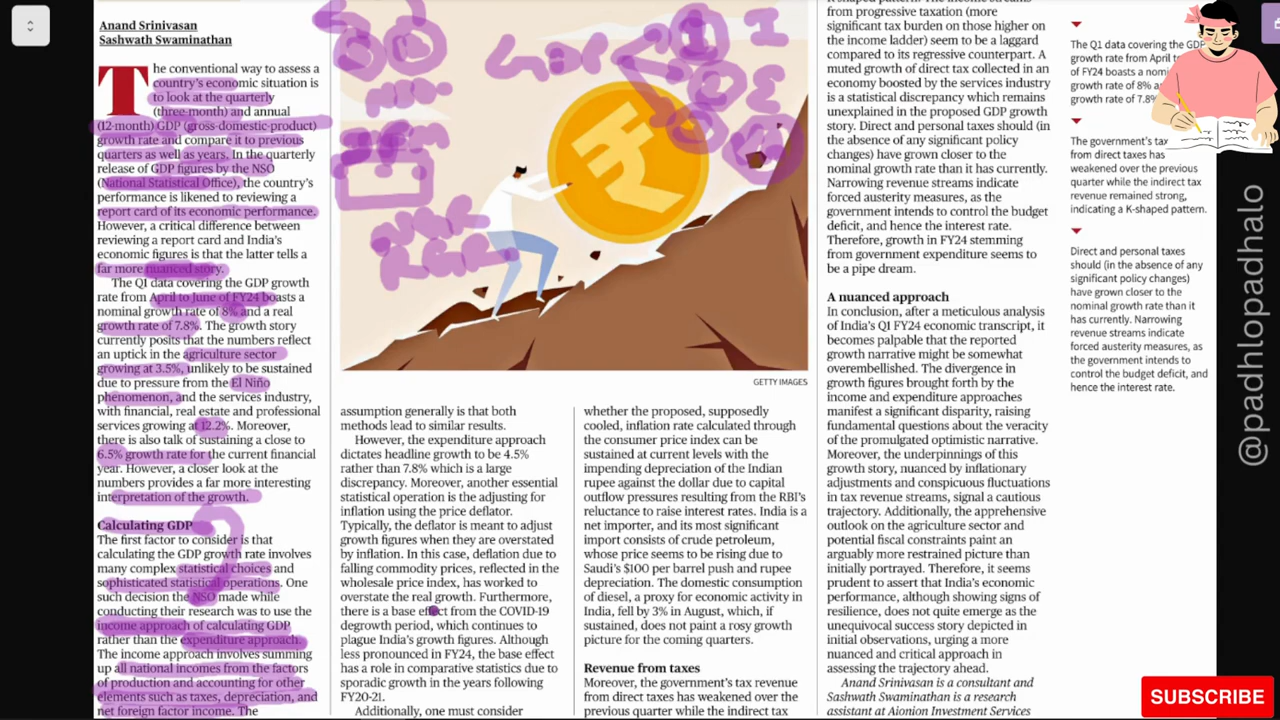 Anand Srinivasan
Sashwath Swaminathan
The conventional way to assess a
country's economic situation is
to look at the quarterly
(three-month) and annual
(12-month) GDP (gross-domestic-product)
growth rate and compare it to previous
quarters as well as years. In the quarterly
release of GDP figures by the NSO
(National Statistical Office), the country's
performance is likened to reviewing a
report card of its economic performance.
However, a critical difference between
reviewing a report card and India's
economic figures is that the latter tells a
far more nuanced story.
The Q1 data covering the GDP growth
rate from April to June of FY24 boasts a
nominal growth rate of 8% and a real
growth rate of 7.8%. The growth story
currently posits that the numbers reflect
an uptick in the agriculture sector
growing at 3.5%, unlikely to be sustained
due to pressure from the El Niño
phenomenon, and the services industry,
with financial, real estate and professional
services growing at 12.2%. Moreover,
there is also talk of sustaining a close to
6.5% growth rate for the current financial
year. However, a closer look at the
numbers provides a far more interesting
interpretation of the growth.
Calculating GDP
The first factor to consider is that
calculating the GDP growth rate involves
many complex statistical choices and
sophisticated statistical operations. One
such decision the NSO made while
conducting their research was to use the
income approach of calculating GDP
rather than the expenditure approach.
The income approach involves summing
up all national incomes from the factors
of production and accounting for other
elements such as taxes, depreciation, and
net foreign factor income. The
GETTY IMAGES
assumption generally is that both
methods lead to similar results.
However, the expenditure approach
dictates headline growth to be 4.5%
rather than 7.8% which is a large
discrepancy. Moreover, another essential
statistical operation is the adjusting for
inflation using the price deflator.
Typically, the deflator is meant to adjust
growth figures when they are overstated
by inflation. In this case, deflation due to
falling commodity prices, reflected in the
wholesale price index, has worked to
overstate the real growth. Furthermore,
there is a base effect from the COVID-19
degrowth period, which continues to
plague India's growth figures. Although
less pronounced in FY24, the base effect
has a role in comparative statistics due to
sporadic growth in the years following
FY20-21.
Additionally, one must consider
whether the proposed, supposedly
cooled, inflation rate calculated through
the consumer price index can be
sustained at current levels with the
impending depreciation of the Indian
rupee against the dollar due to capital
outflow pressures resulting from the RBI's
reluctance to raise interest rates. India is a
net importer, and its most significant
import consists of crude petroleum,
whose price seems to be rising due to
Saudi's $100 per barrel push and rupee
depreciation. The domestic consumption
of diesel, a proxy for economic activity in
India, fell by 3% in August, which, if
sustained, does not paint a rosy growth
picture for the coming quarters.
Revenue from taxes
Moreover, the government's tax revenue
from direct taxes has weakened over the
previous quarter while the indirect tax
from progressive taxation (more
significant tax burden on those higher on
the income ladder) seem to be a laggard
compared to its regressive counterpart. A
muted growth of direct tax collected in an
economy boosted by the services industry
is a statistical discrepancy which remains
unexplained in the proposed GDP growth
story. Direct and personal taxes should (in
the absence of any significant policy
changes) have grown closer to the
nominal growth rate than it has currently.
Narrowing revenue streams indicate
forced austerity measures, as the
government intends to control the budget
deficit, and hence the interest rate.
Therefore, growth in FY24 stemming
from government expenditure seems to
be a pipe dream.
A nuanced approach
In conclusion, after a meticulous analysis
of India's Q1 FY24 economic transcript, it
becomes palpable that the reported
growth narrative might be somewhat
overembellished. The divergence in
growth figures brought forth by the
income and expenditure approaches
manifest a significant disparity, raising
fundamental questions about the veracity
of the promulgated optimistic narrative.
Moreover, the underpinnings of this
growth story, nuanced by inflationary
adjustments and conspicuous fluctuations
in tax revenue streams, signal a cautious
trajectory. Additionally, the apprehensive
outlook on the agriculture sector and
potential fiscal constraints paint an
arguably more restrained picture than
initially portrayed. Therefore, it seems
prudent to assert that India's economic
performance, although showing signs of
resilience, does not quite emerge as the
unequivocal success story depicted in
initial observations, urging a more
nuanced and critical approach in
assessing the trajectory ahead.
Anand Srinivasan is a consultant and
Sashwath Swaminathan is a research
assistant at Aionion Investment Services
The Q1 data covering the GDP
growth rate from April
of FY24 boasts a
growth rate of 8%
growth rate of 7.8%
The government's tax
from direct taxes has
weakened over the previous
quarter while the indirect tax
revenue remained strong,
indicating a K-shaped pattern.
Direct and personal taxes
should (in the absence of any
significant policy changes)
have grown closer to the
nominal growth rate than it
has currently. Narrowing
revenue streams indicate
forced austerity measures, as
the government intends to
control the budget deficit, and
hence the interest rate.
@padhlopadhalo
SUBSCRIBE